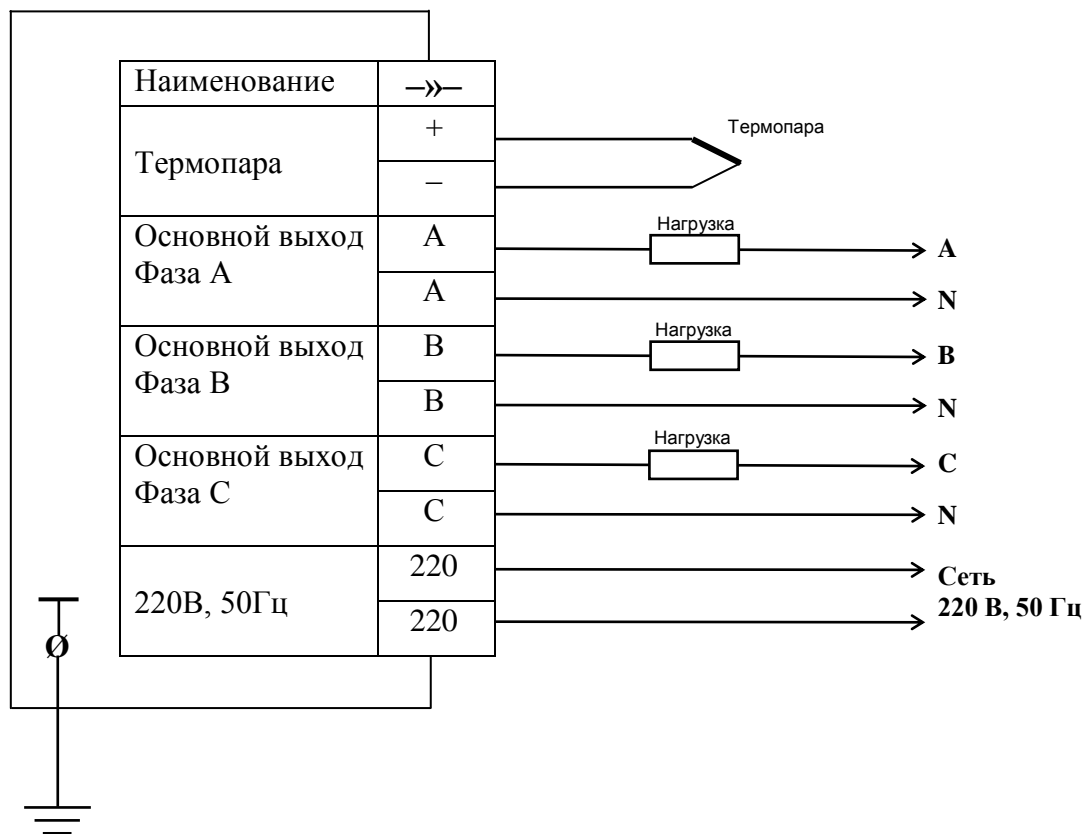 Наименование
–»–
Термопара
+
–
Термопара
Основной выход
Фаза А
А
А
Нагрузка
А
N
Основной выход
Фаза В
В
В
Нагрузка
В
N
Основной выход
Фаза С
С
С
Нагрузка
С
N
220В, 50Гц
220
220
Сеть
220 В, 50 Гц
Ø